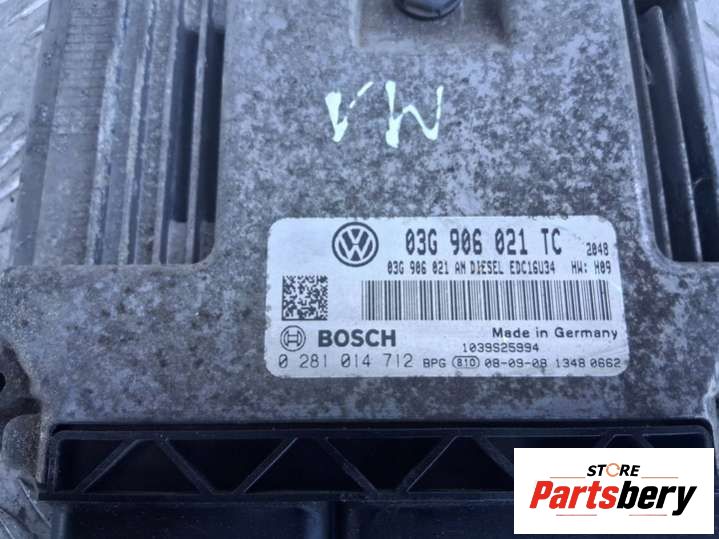 M.1
03G 906 021 TC 2048
03G 906 021 AN DIESEL EDC16U34 HW: H09
BOSCH
Made in Germany
1039S25994
0 281 014 712 BPG 810 08-09-08 1348 0662
STORE
Partsbery